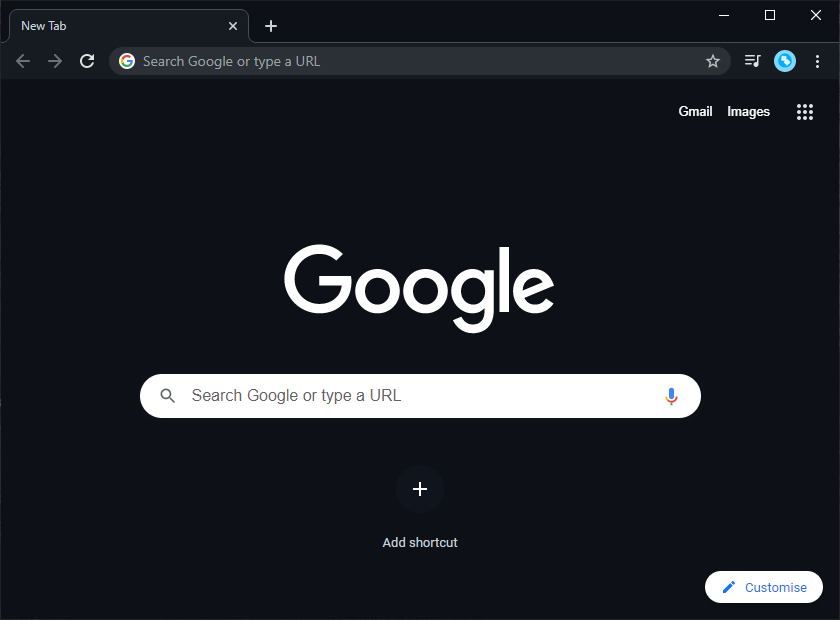 New Tab
Search Google or type a URL
Gmail Images
Google
Search Google or type a URL
Add shortcut
Customise